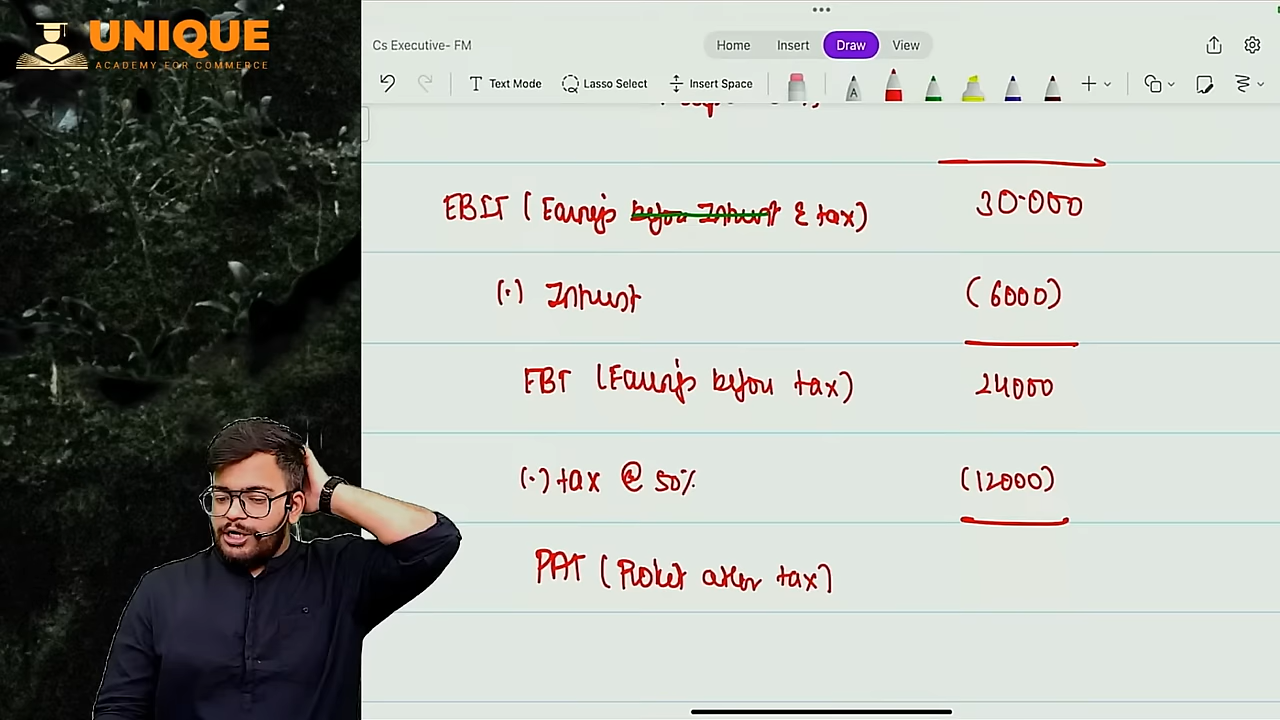 UNIQUE
ACADEMY FOR COMMERCE
Cs Executive- FM
Home Insert Draw View
Text Mode Lasso Select Insert Space
EBIT (Earnings before Interest & tax) 30,000
(-) Interest (6000)
EBT (Earnings before tax) 24000
(-) tax @ 50% (12000)
PAT (Profit after tax)